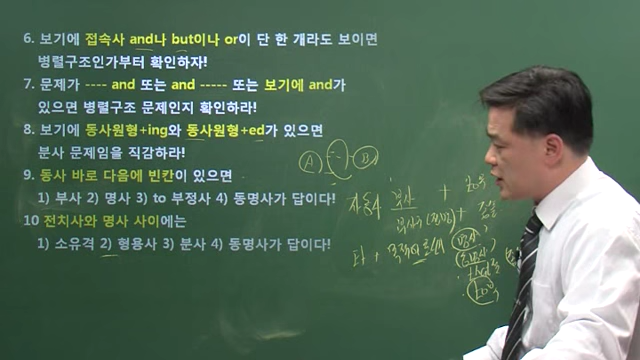 6. 보기에 접속사 and나 but이나 or이 단 한 개라도 보이면
병렬구조인가부터 확인하자!
7. 문제가 ---- and 또는 and ----- 또는 보기에 and가
있으면 병렬구조 문제인지 확인하라!
8. 보기에 동사원형+ing와 동사원형+ed가 있으면
분사 문제임을 직감하라!
9. 동사 바로 다음에 빈칸이 있으면
1) 부사 2) 명사 3) to 부정사 4) 동명사가 답이다!
10 전치사와 명사 사이에는
1) 소유격 2) 형용사 3) 분사 4) 동명사가 답이다!
A B
자동사 부사 +
타 +